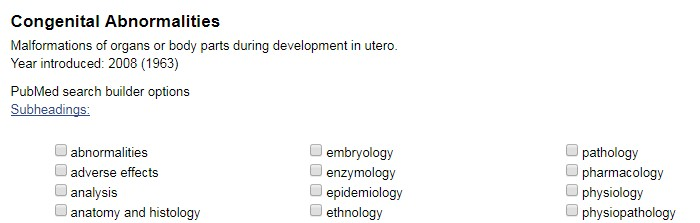 Congenital Abnormalities
Malformations of organs or body parts during development in utero.
Year introduced: 2008 (1963)
PubMed search builder options
Subheadings:
abnormalities embryology pathology
adverse effects enzymology pharmacology
analysis epidemiology physiology
anatomy and histology ethnology physiopathology